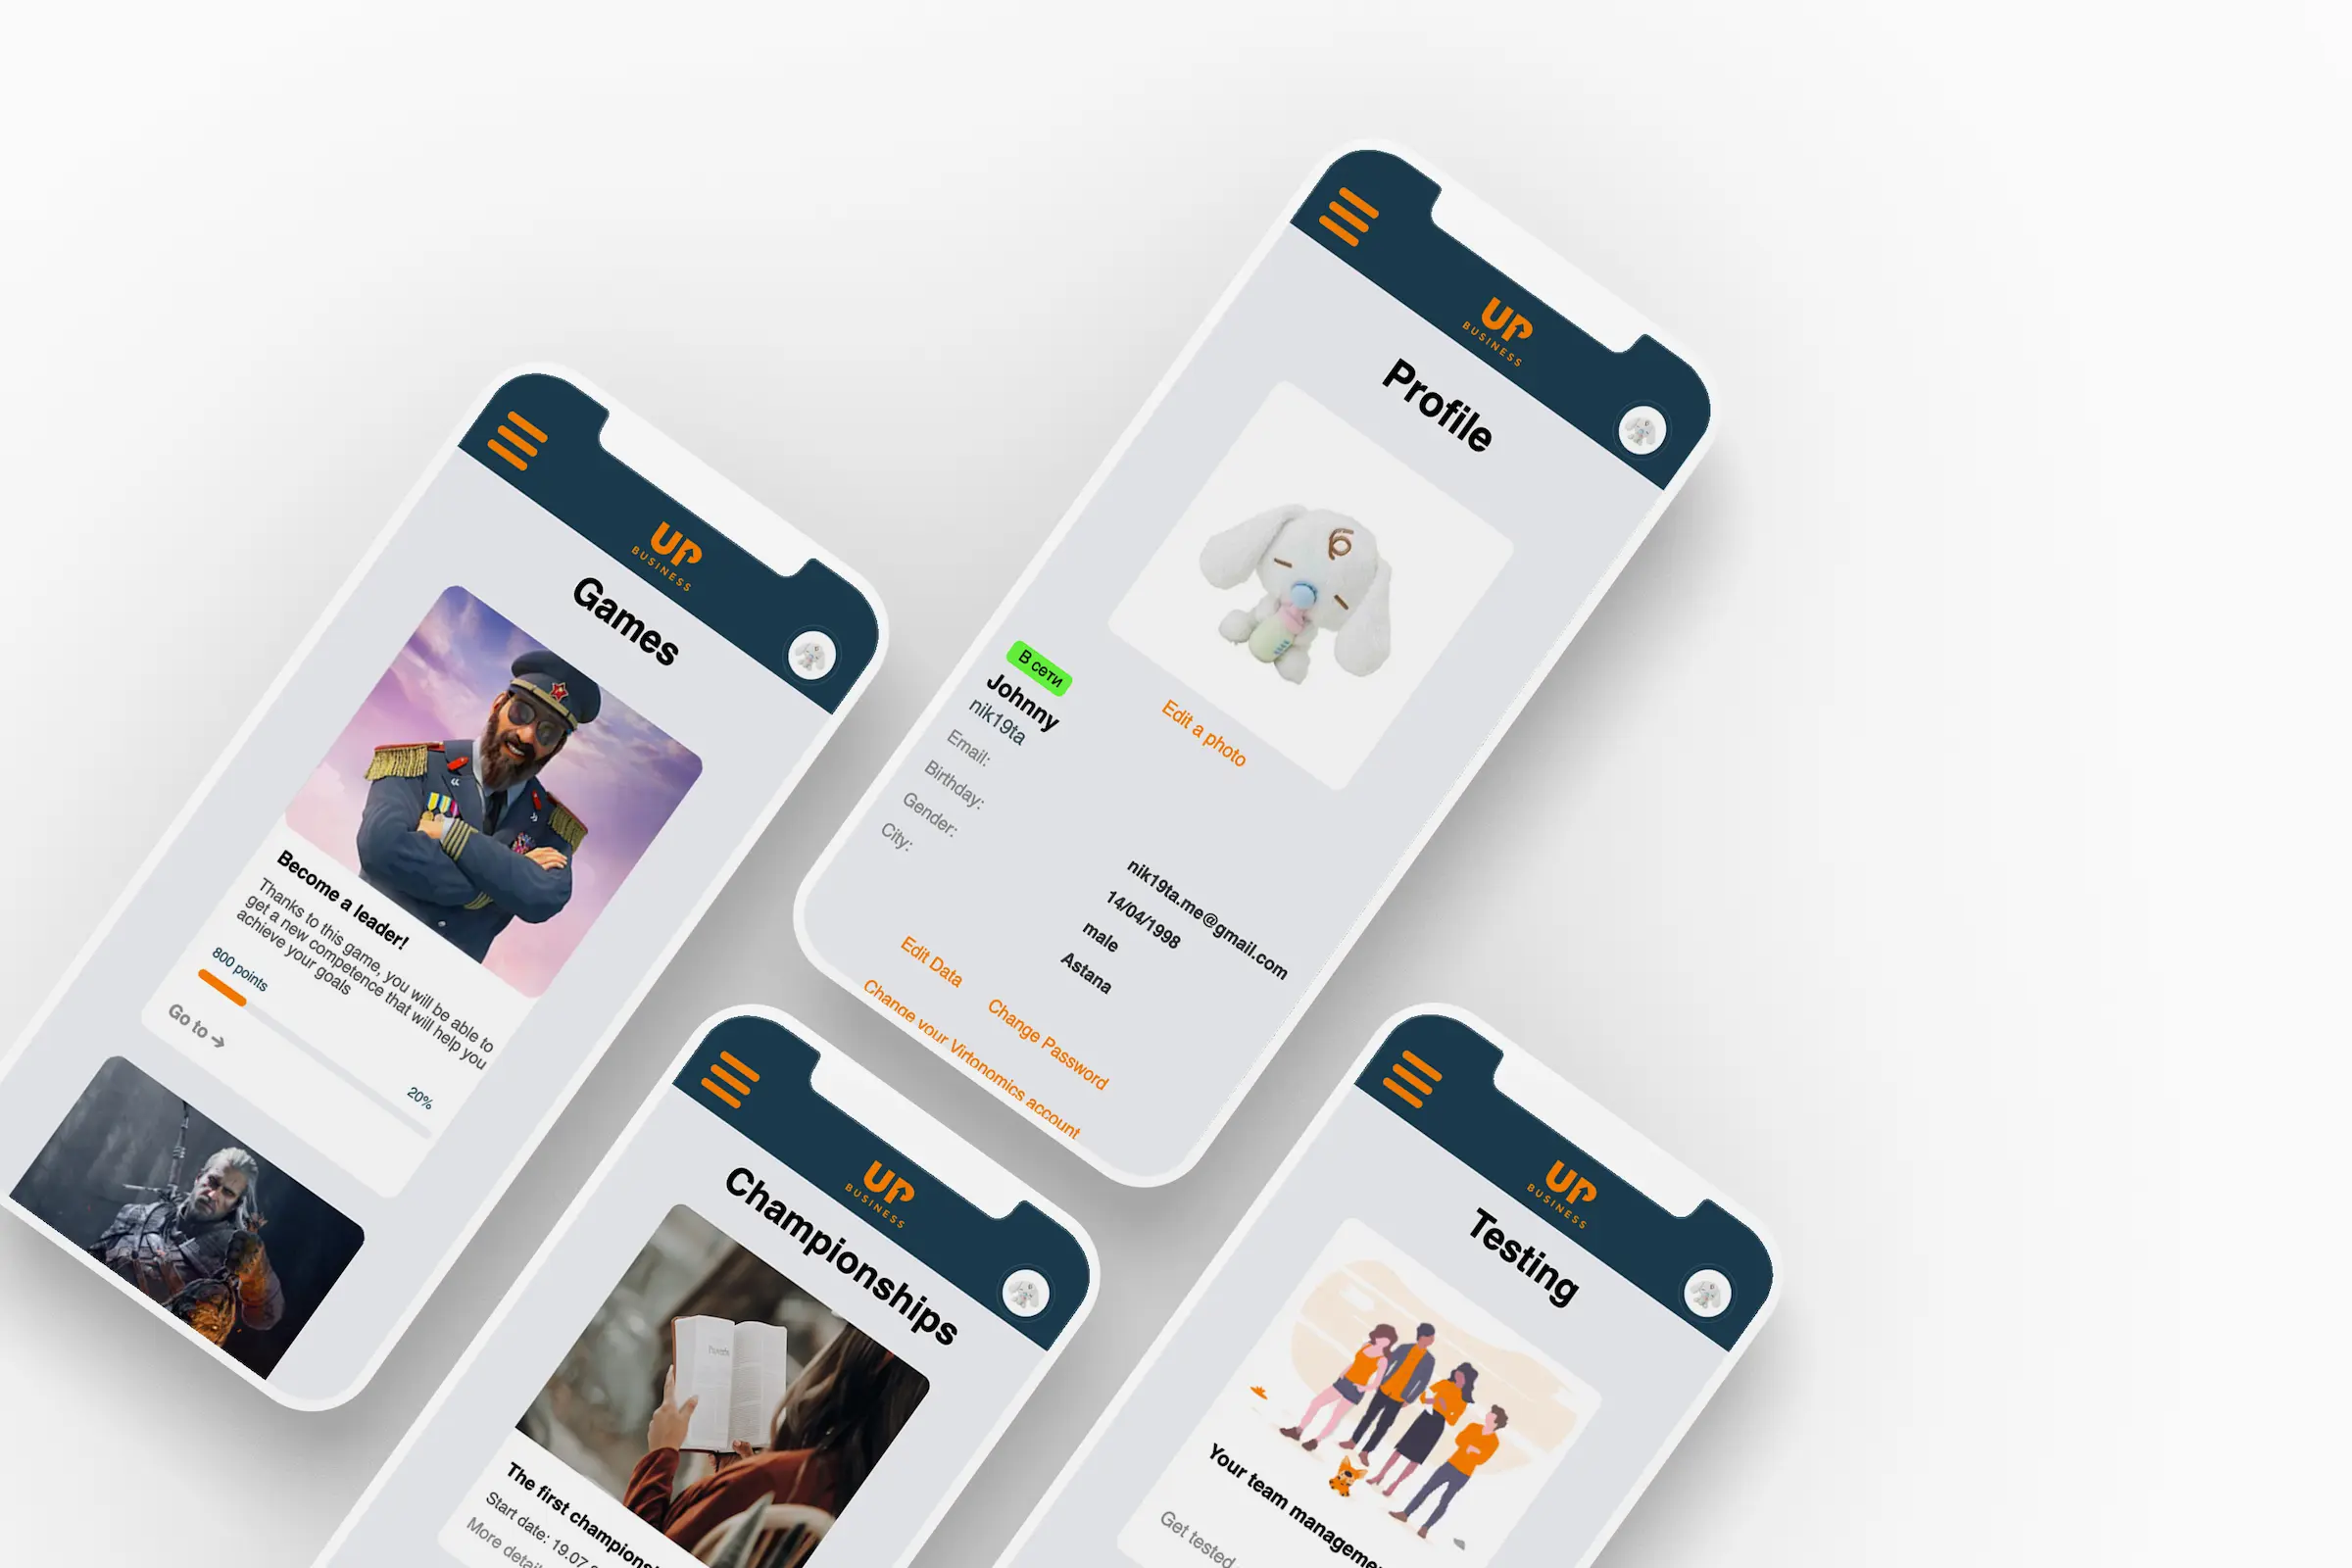 UP
BUSINESS
Games
Become a leader!
Thanks to this game, you will be able to
get a new competence that will help you
achieve your goals
800 points
20%
Go to →
UP
BUSINESS
Profile
Edit a photo
В сети
Johnny
nik19ta
Email:
nik19ta.me@gmail.com
Birthday:
14/04/1998
Gender:
male
City:
Astana
Edit Data
Change Password
Change your Virtonomics account
UP
BUSINESS
Championships
The first champions
Start date: 19.07
More detai
UP
BUSINESS
Testing
Your team manageme
Get tested